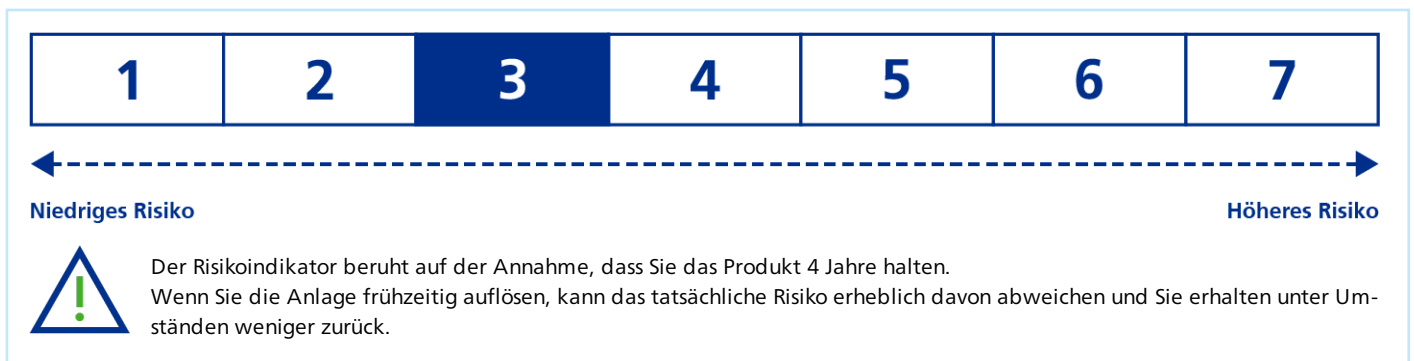 1 2 3 4 5 6 7
Niedriges Risiko Höheres Risiko
Der Risikoindikator beruht auf der Annahme, dass Sie das Produkt 4 Jahre halten.
Wenn Sie die Anlage frühzeitig auflösen, kann das tatsächliche Risiko erheblich davon abweichen und Sie erhalten unter Um-
ständen weniger zurück.